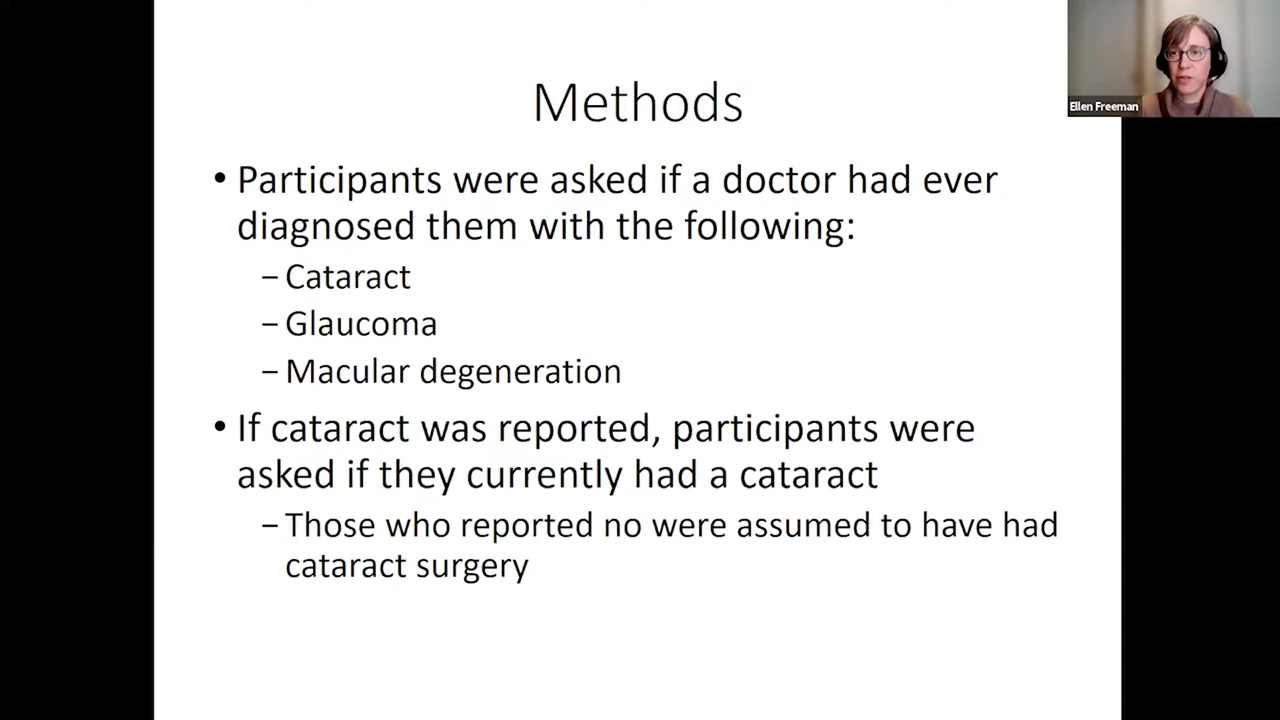 Ellen Freeman
Methods
• Participants were asked if a doctor had ever
diagnosed them with the following:
– Cataract
– Glaucoma
– Macular degeneration
• If cataract was reported, participants were
asked if they currently had a cataract
– Those who reported no were assumed to have had
cataract surgery